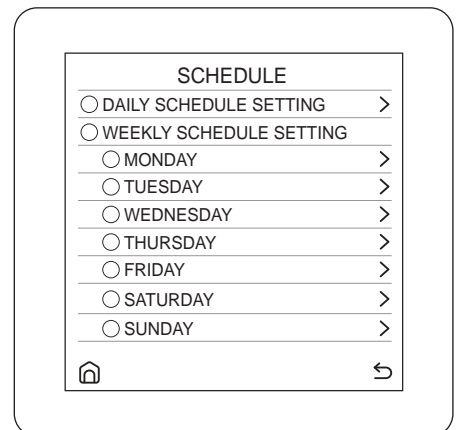 SCHEDULE
DAILY SCHEDULE SETTING
WEEKLY SCHEDULE SETTING
MONDAY
TUESDAY
WEDNESDAY
THURSDAY
FRIDAY
SATURDAY
SUNDAY